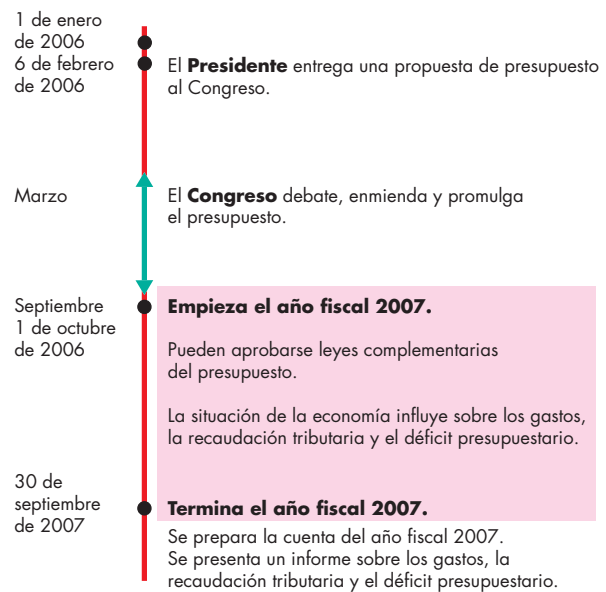 1 de enero
de 2006
6 de febrero
de 2006
El Presidente entrega una propuesta de presupuesto
al Congreso.
Marzo
El Congreso debate, enmienda y promulga
el presupuesto.
Septiembre
1 de octubre
de 2006
Empieza el año fiscal 2007.
Pueden aprobarse leyes complementarias
del presupuesto.
La situación de la economía influye sobre los gastos,
la recaudación tributaria y el déficit presupuestario.
30 de
septiembre
de 2007
Termina el año fiscal 2007.
Se prepara la cuenta del año fiscal 2007.
Se presenta un informe sobre los gastos, la
recaudación tributaria y el déficit presupuestario.